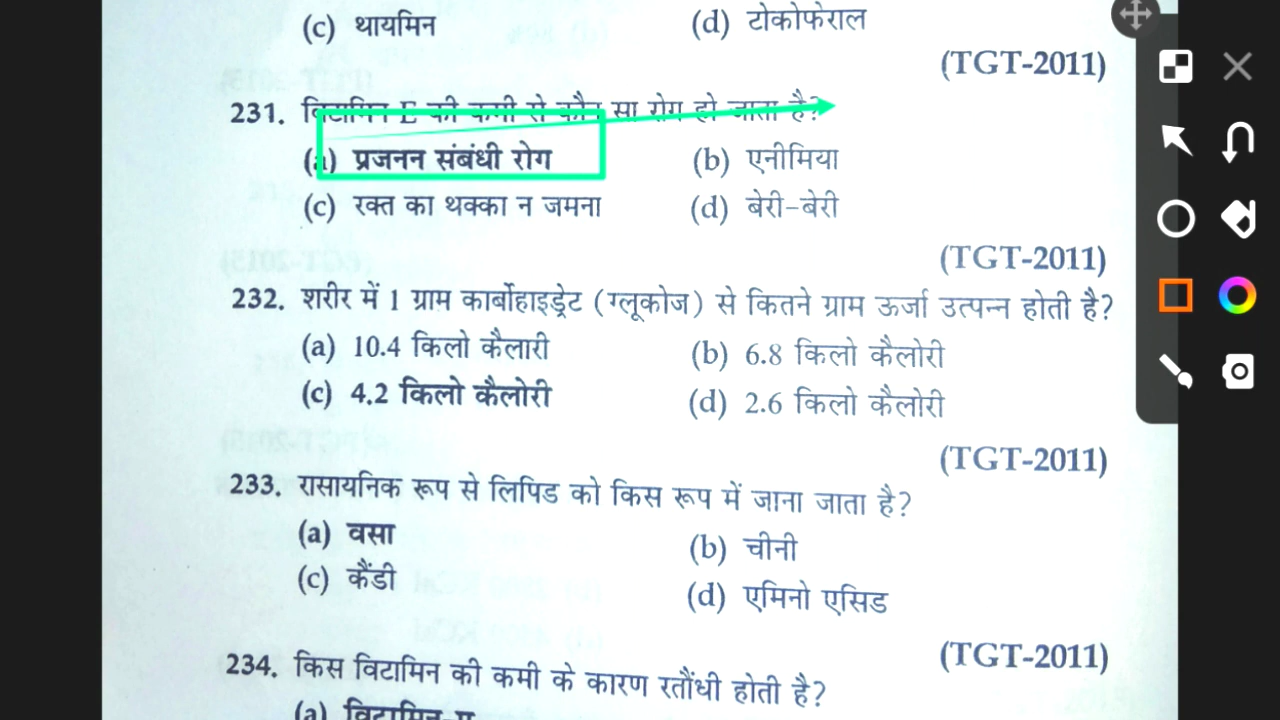 (c) थायमिन (d) टोकोफेराल
(TGT-2011)
231. विटामिन E की कमी से कौन सा रोग हो जाता है?
(a) प्रजनन संबंधी रोग (b) एनीमिया
(c) रक्त का थक्का न जमना (d) बेरी-बेरी
(TGT-2011)
232. शरीर में 1 ग्राम कार्बोहाइड्रेट (ग्लूकोज) से कितने ग्राम ऊर्जा उत्पन्न होती है?
(a) 10.4 किलो कैलारी (b) 6.8 किलो कैलोरी
(c) 4.2 किलो कैलोरी (d) 2.6 किलो कैलोरी
(TGT-2011)
233. रासायनिक रूप से लिपिड को किस रूप में जाना जाता है?
(a) वसा (b) चीनी
(c) कैंडी (d) एमिनो एसिड
(TGT-2011)
234. किस विटामिन की कमी के कारण रतौंधी होती है?
(a) विटामिन-ए